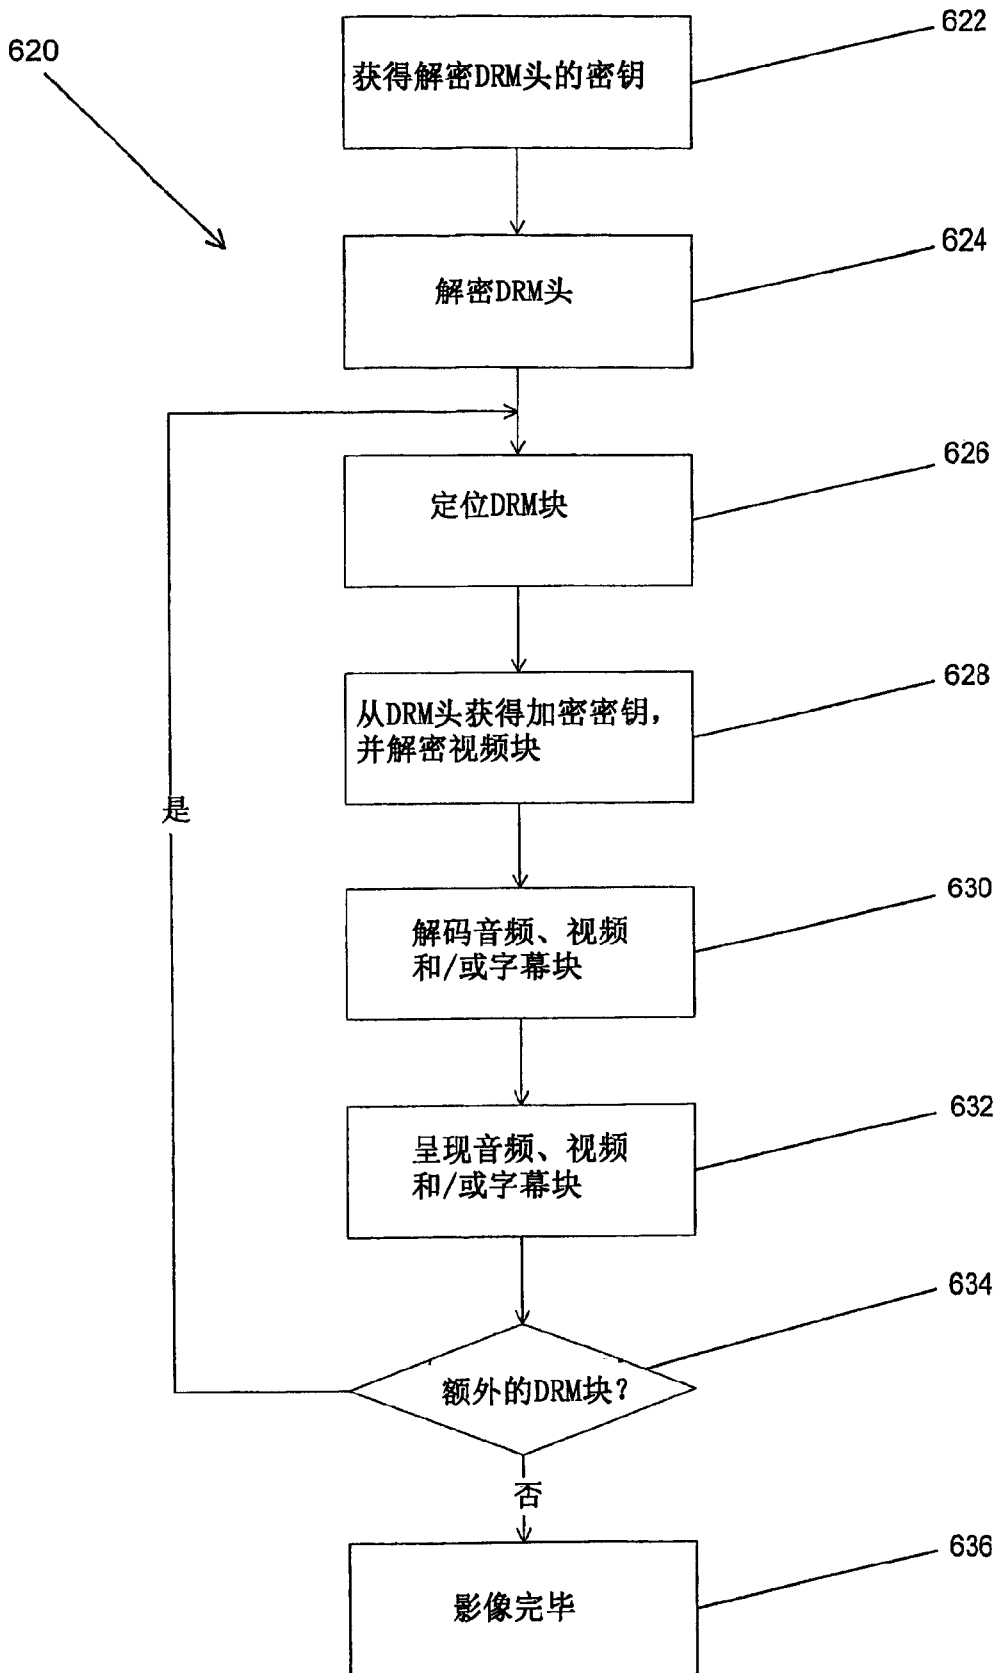 622
620
获得解密DRM头的密钥
624
解密DRM头
626
定位DRM块
628
从DRM头获得加密密钥，
并解密视频块
是
630
解码音频、视频
和/或字幕块
632
呈现音频、视频
和/或字幕块
634
额外的DRM块？
否
636
影像完毕